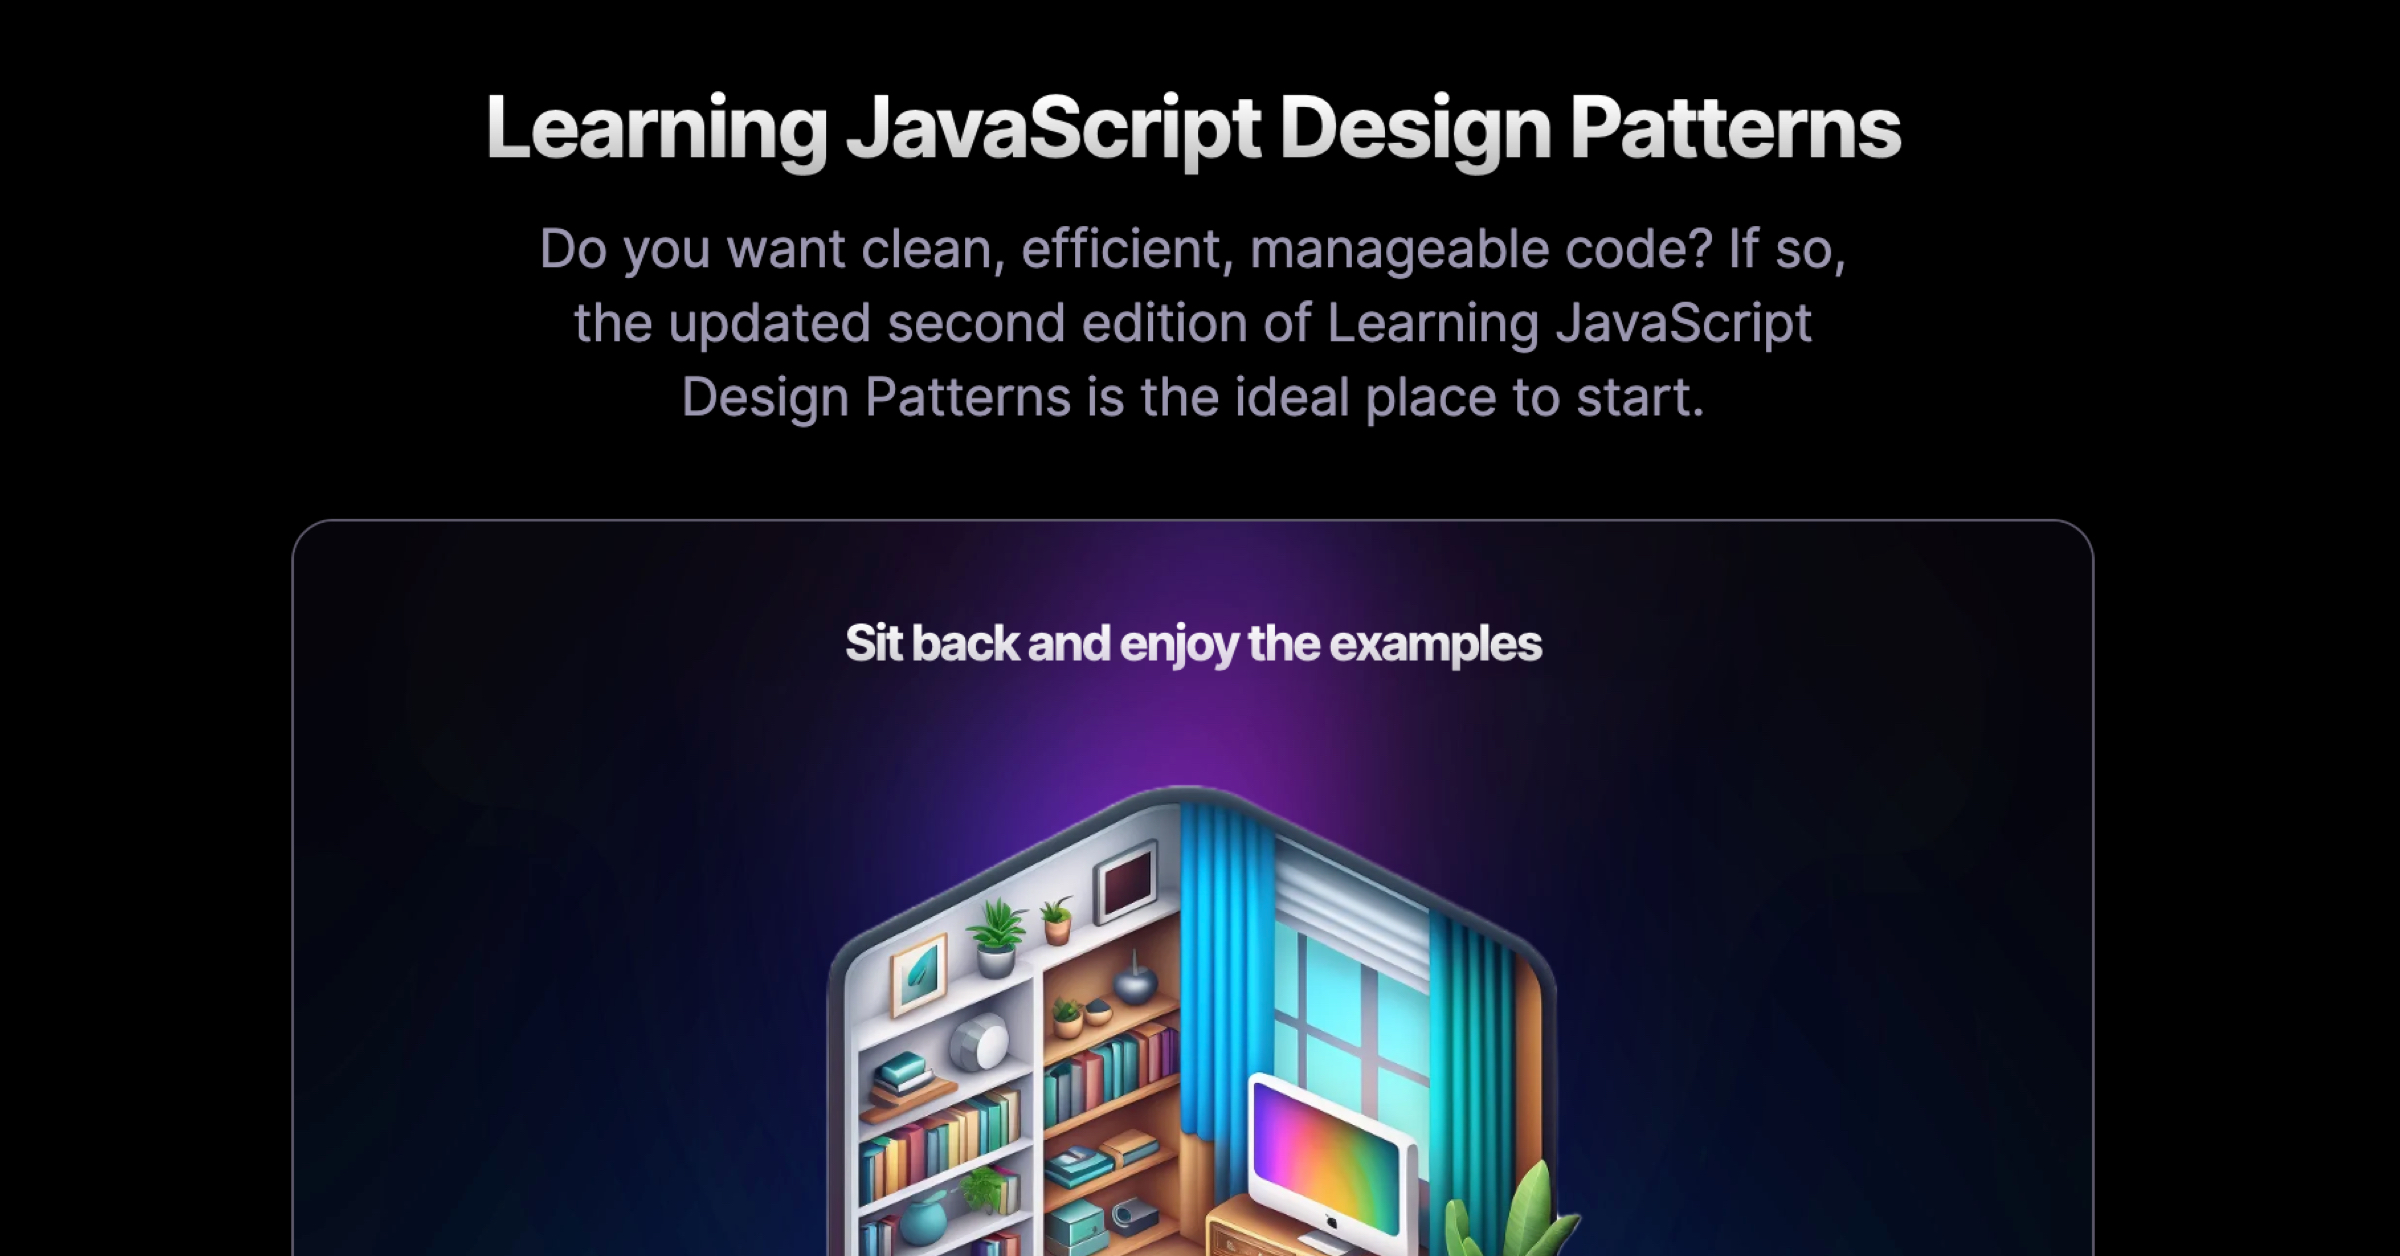 Learning JavaScript Design Patterns
Do you want clean, efficient, manageable code? If so,
the updated second edition of Learning JavaScript
Design Patterns is the ideal place to start.
Sit back and enjoy the examples